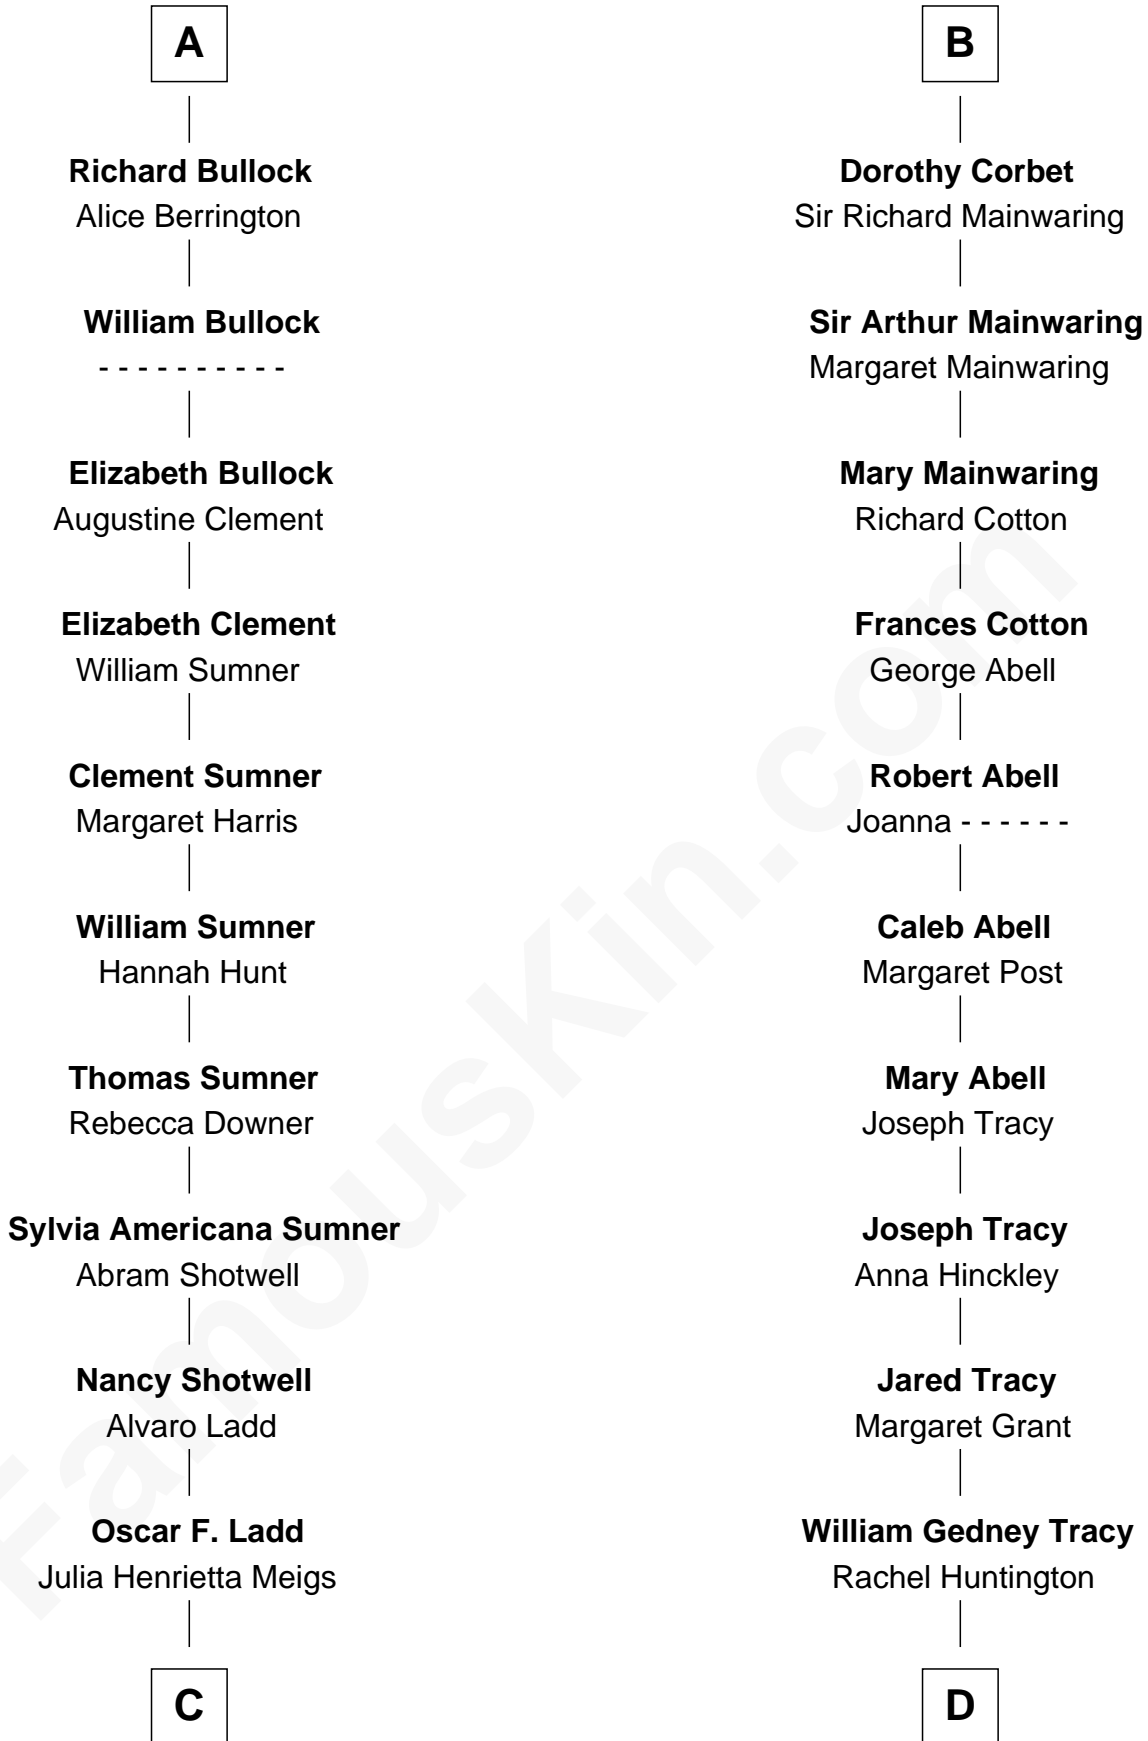 A
Richard Bullock
Alice Berrington
William Bullock
- - - - - - - - - -
Elizabeth Bullock
Augustine Clement
Elizabeth Clement
William Sumner
Clement Sumner
Margaret Harris
William Sumner
Hannah Hunt
Thomas Sumner
Rebecca Downer
Sylvia Americana Sumner
Abram Shotwell
Nancy Shotwell
Alvaro Ladd
Oscar F. Ladd
Julia Henrietta Meigs
C
B
Dorothy Corbet
Sir Richard Mainwaring
Sir Arthur Mainwaring
Margaret Mainwaring
Mary Mainwaring
Richard Cotton
Frances Cotton
George Abell
Robert Abell
Joanna - - - - - -
Caleb Abell
Margaret Post
Mary Abell
Joseph Tracy
Joseph Tracy
Anna Hinckley
Jared Tracy
Margaret Grant
William Gedney Tracy
Rachel Huntington
D
FamousKin.com